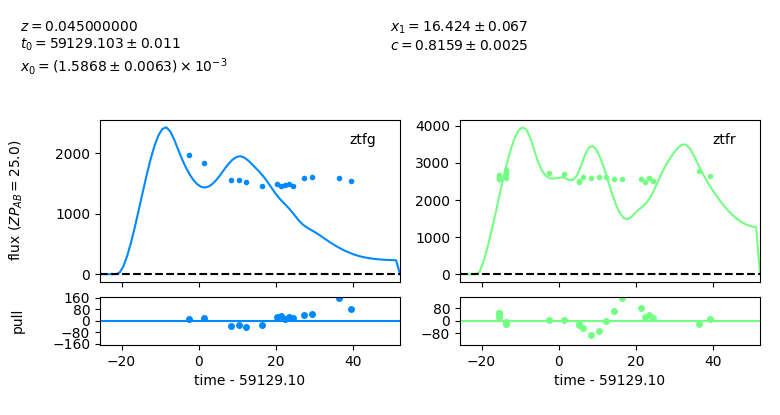 z = 0.045000000
t₀ = 59129.103 ± 0.011
x₀ = (1.5868 ± 0.0063) × 10⁻³
x₁ = 16.424 ± 0.067
c = 0.8159 ± 0.0025
flux (ZP_AB = 25.0)
ztfg
2000
1000
0
ztfr
4000
3000
2000
1000
0
pull
160
80
0
−80
−160
−20 0 20 40
time - 59129.10
80
0
−80
−20 0 20 40
time - 59129.10